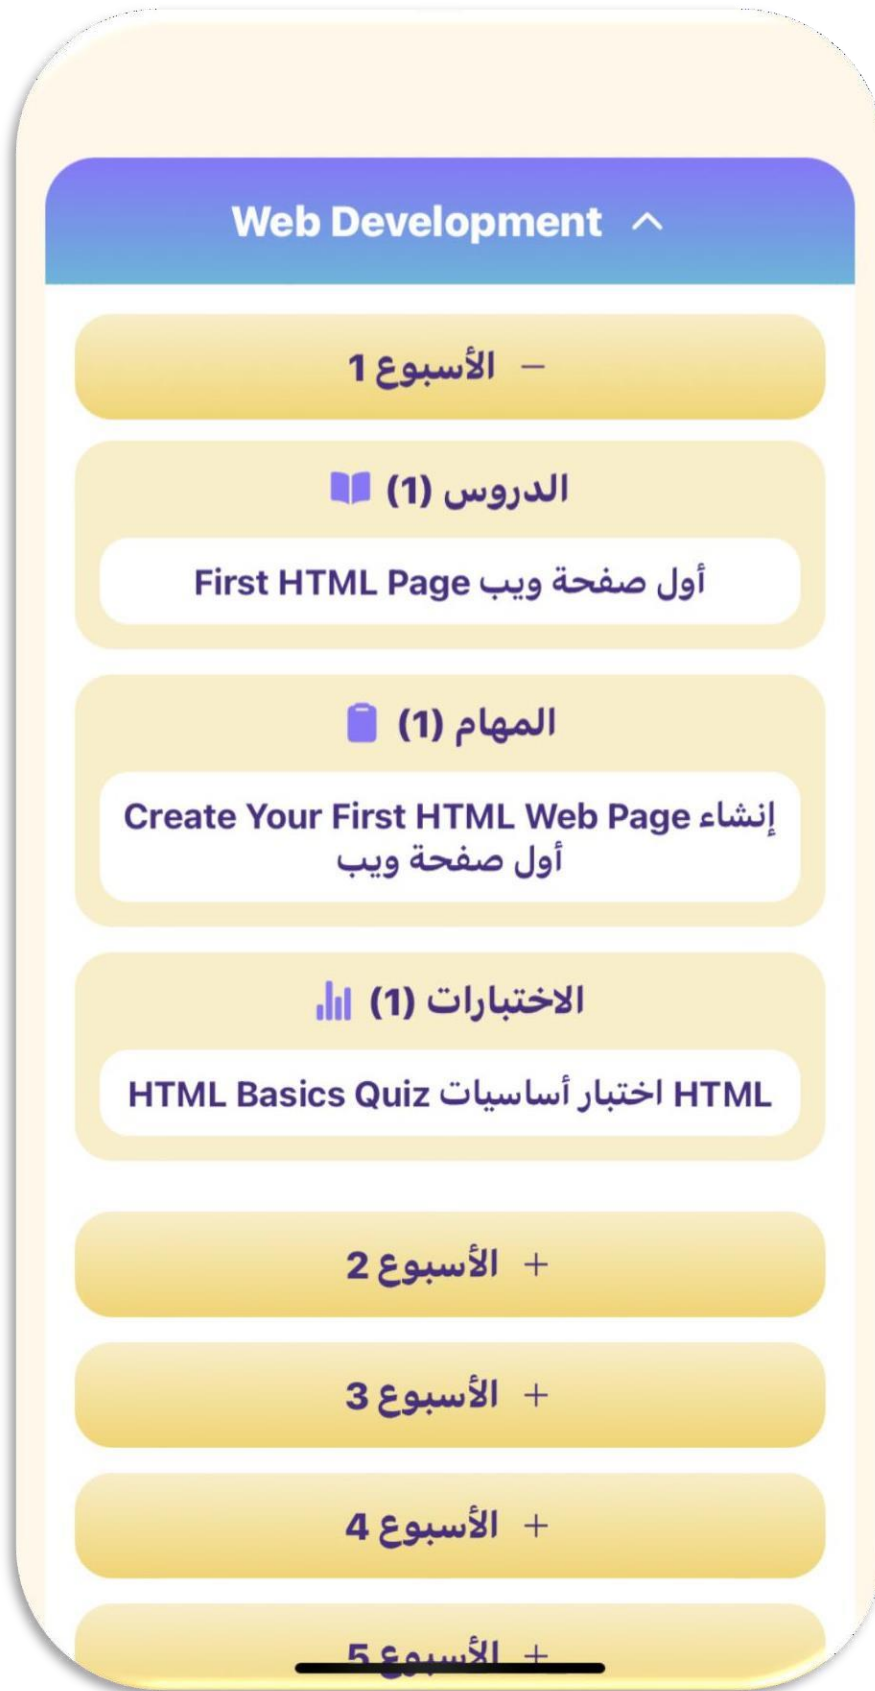 Web Development
الأسبوع 1
الدروس (1)
أول صفحة ويب First HTML Page
المهام (1)
إنشاء Create Your First HTML Web Page
أول صفحة ويب
الاختبارات (1)
HTML اختبار أساسيات HTML Basics Quiz
الأسبوع 2
الأسبوع 3
الأسبوع 4
الأسبوع 5